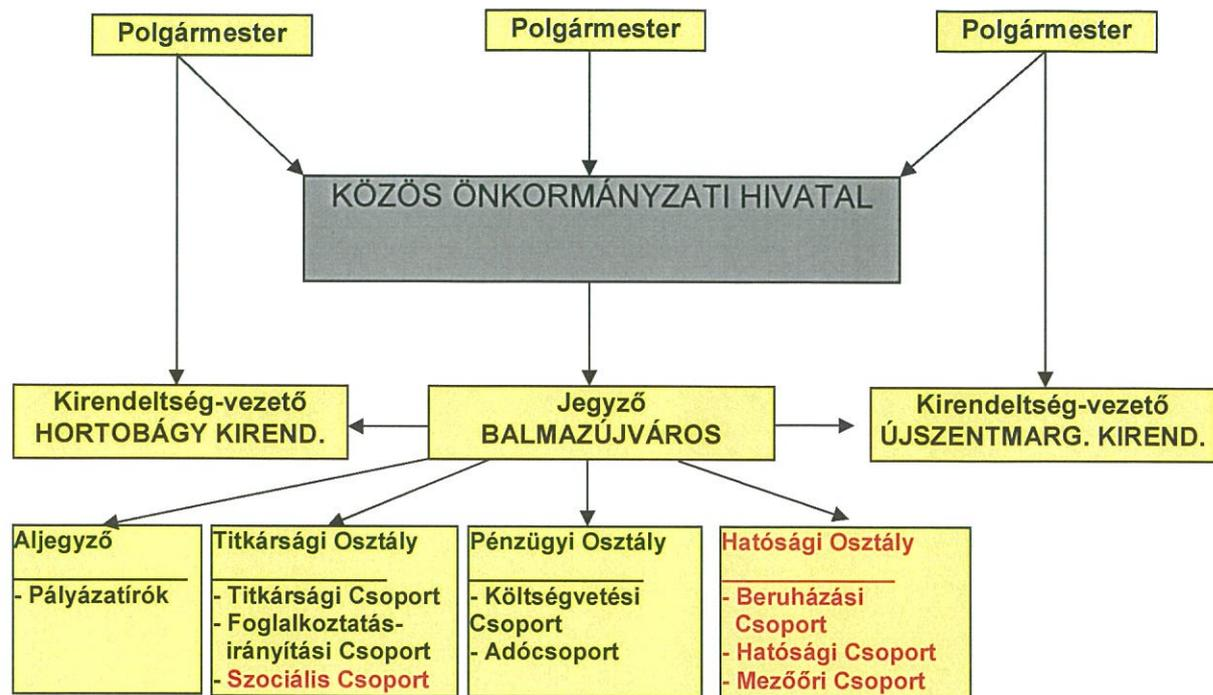 Polgármester
Polgármester
Polgármester
KÖZÖS ÖNKORMÁNYZATI HIVATAL
Kirendeltség-vezető
HORTOBÁGY KIREND.
Jegyző
BALMAZÚJVÁROS
Kirendeltség-vezető
ÚJSZENTMARG. KIREND.
Aljegyző
- Pályázatírók
Titkársági Osztály
- Titkársági Csoport
- Foglalkoztatás-
irányítási Csoport
- Szociális Csoport
Pénzügyi Osztály
- Költségvetési
Csoport
- Adócsoport
Hatósági Osztály
- Beruházási
Csoport
- Hatósági Csoport
- Mezőőri Csoport